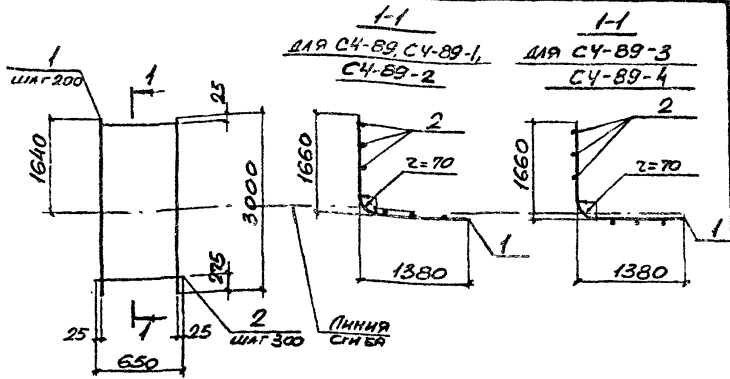 1
ШАГ 200
1
25
1640
3000
275
25
1
25
650
2
ШАГ 300
ЛИНИЯ
СГИБА
1-1
ДЛЯ СЧ-89, СЧ-89-1,
СЧ-89-2
2
1660
r=70
1
1380
1-1
ДЛЯ СЧ-89-3
СЧ-89-4
2
1660
r=70
1
1380